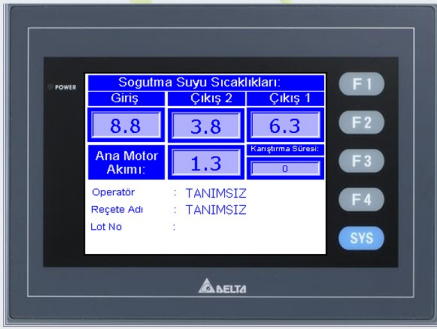 POWER
Sogutma Suyu Sıcaklıkları:
Giriş Çıkış 2 Çıkış 1
8.8 3.8 6.3
Ana Motor Akımı:
1.3
Karıştırma Süresi:
0
Operatör : TANIMSIZ
Reçete Adı : TANIMSIZ
Lot No :
F1
F2
F3
F4
SYS
DELTA